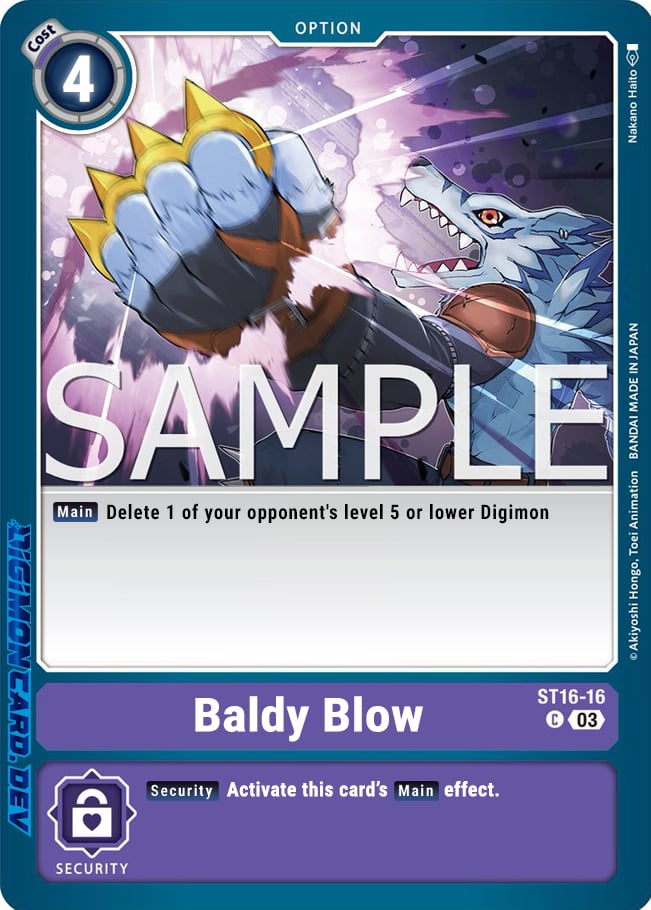 OPTION
Cost
4
Nakano Haito
SAMPLE
© Akiyoshi Hongo, Toei Animation BANDAI MADE IN JAPAN
Main Delete 1 of your opponent's level 5 or lower Digimon
DIGIMONCARD.DEV
Baldy Blow
ST16-16
C 03
Security Activate this card’s Main effect.
SECURITY